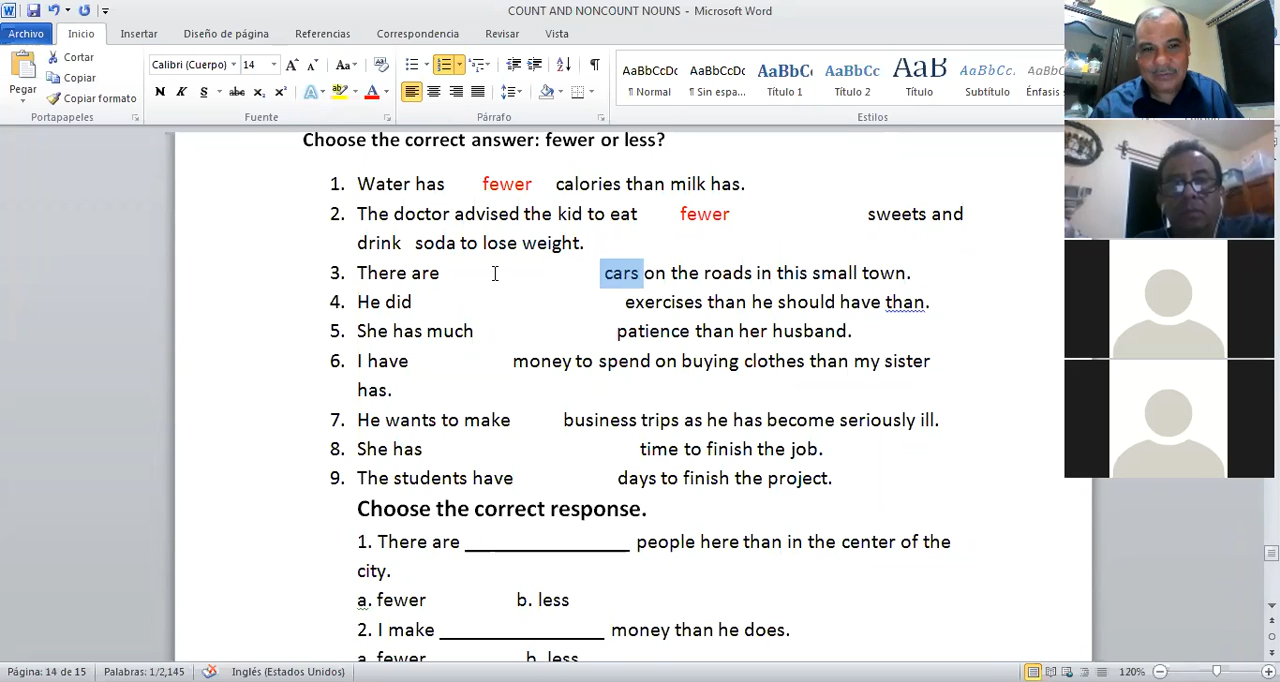 COUNT AND NONCOUNT NOUNS - Microsoft Word
Archivo Inicio Insertar Diseño de página Referencias Correspondencia Revisar Vista
Cortar
Copiar
Copiar formato
Pegar
Portapapeles
Calibri (Cuerpo) 14
Fuente
Párrafo
AaBbCcDc AaBbCcDc AaBbC( AaBbCc AaB AaBbCc. AaBbCc
¶ Normal ¶ Sin espa... Título 1 Título 2 Título Subtítulo Énfasis
Estilos
Choose the correct answer: fewer or less?
1. Water has fewer calories than milk has.
2. The doctor advised the kid to eat fewer sweets and
drink soda to lose weight.
3. There are cars on the roads in this small town.
4. He did exercises than he should have than.
5. She has much patience than her husband.
6. I have money to spend on buying clothes than my sister
has.
7. He wants to make business trips as he has become seriously ill.
8. She has time to finish the job.
9. The students have days to finish the project.
Choose the correct response.
1. There are ________________ people here than in the center of the
city.
a. fewer b. less
2. I make ________________ money than he does.
a. fewer b. less
Página: 14 de 15 Palabras: 1/2,145 Inglés (Estados Unidos) 120%